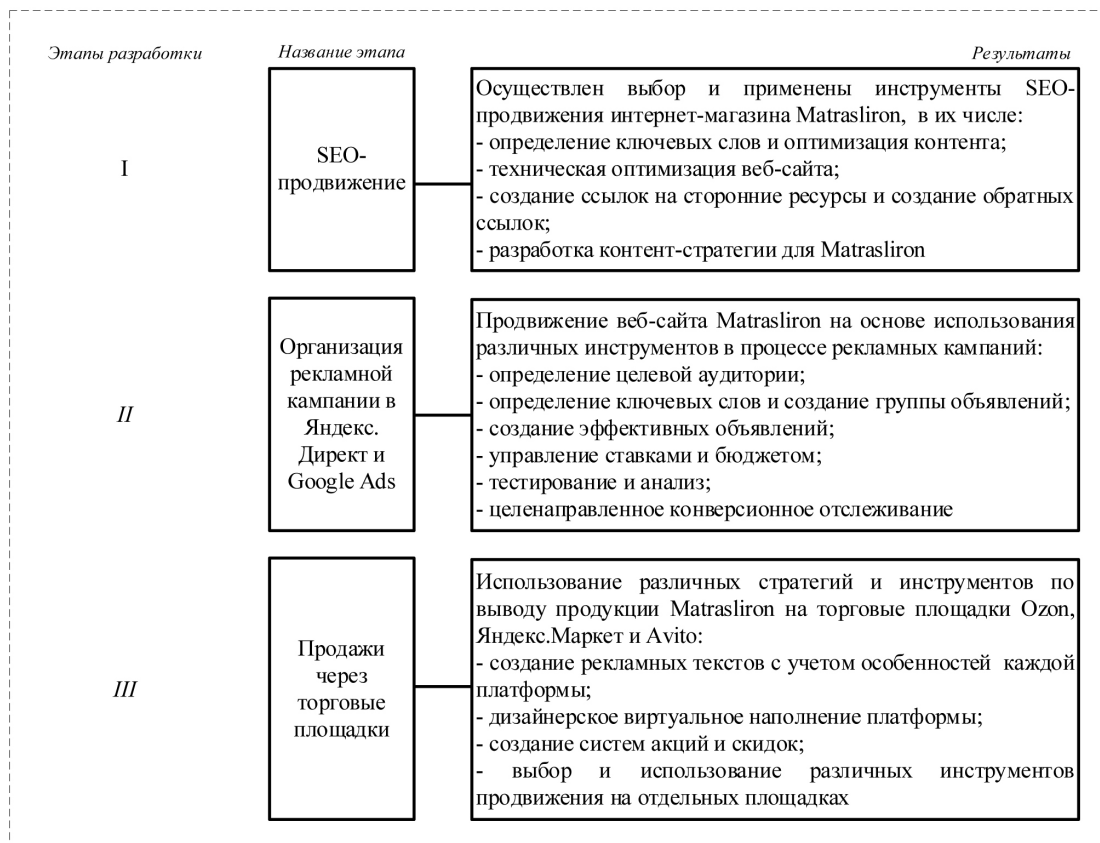 Этапы разработки
Название этапа
Результаты
I
SEO-
продвижение
Осуществлен выбор и применены инструменты SEO-
продвижения интернет-магазина Matrasliron, в их числе:
- определение ключевых слов и оптимизация контента;
- техническая оптимизация веб-сайта;
- создание ссылок на сторонние ресурсы и создание обратных
ссылок;
- разработка контент-стратегии для Matrasliron
II
Организация
рекламной
кампании в
Яндекс.
Директ и
Google Ads
Продвижение веб-сайта Matrasliron на основе использования
различных инструментов в процессе рекламных кампаний:
- определение целевой аудитории;
- определение ключевых слов и создание группы объявлений;
- создание эффективных объявлений;
- управление ставками и бюджетом;
- тестирование и анализ;
- целенаправленное конверсионное отслеживание
III
Продажи
через
торговые
площадки
Использование различных стратегий и инструментов по
выводу продукции Matrasliron на торговые площадки Ozon,
Яндекс.Маркет и Avito:
- создание рекламных текстов с учетом особенностей каждой
платформы;
- дизайнерское виртуальное наполнение платформы;
- создание систем акций и скидок;
- выбор и использование различных инструментов
продвижения на отдельных площадках